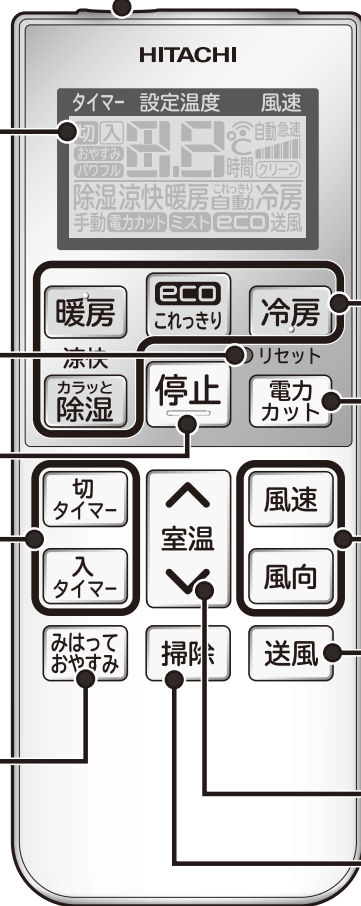 HITACHI
タイマー 設定温度 風速
切 入 8.8 ℃ 自動 急速
おやすみ 時間
パワフル クリーン
除湿 涼快 暖房 これっきり自動 冷房
手動 電力カット ミスト eco 送風
暖房
eco これっきり
冷房
涼快
リセット
カラッと除湿
停止
電力カット
切タイマー
室温
風速
入タイマー
風向
みはっておやすみ
掃除
送風